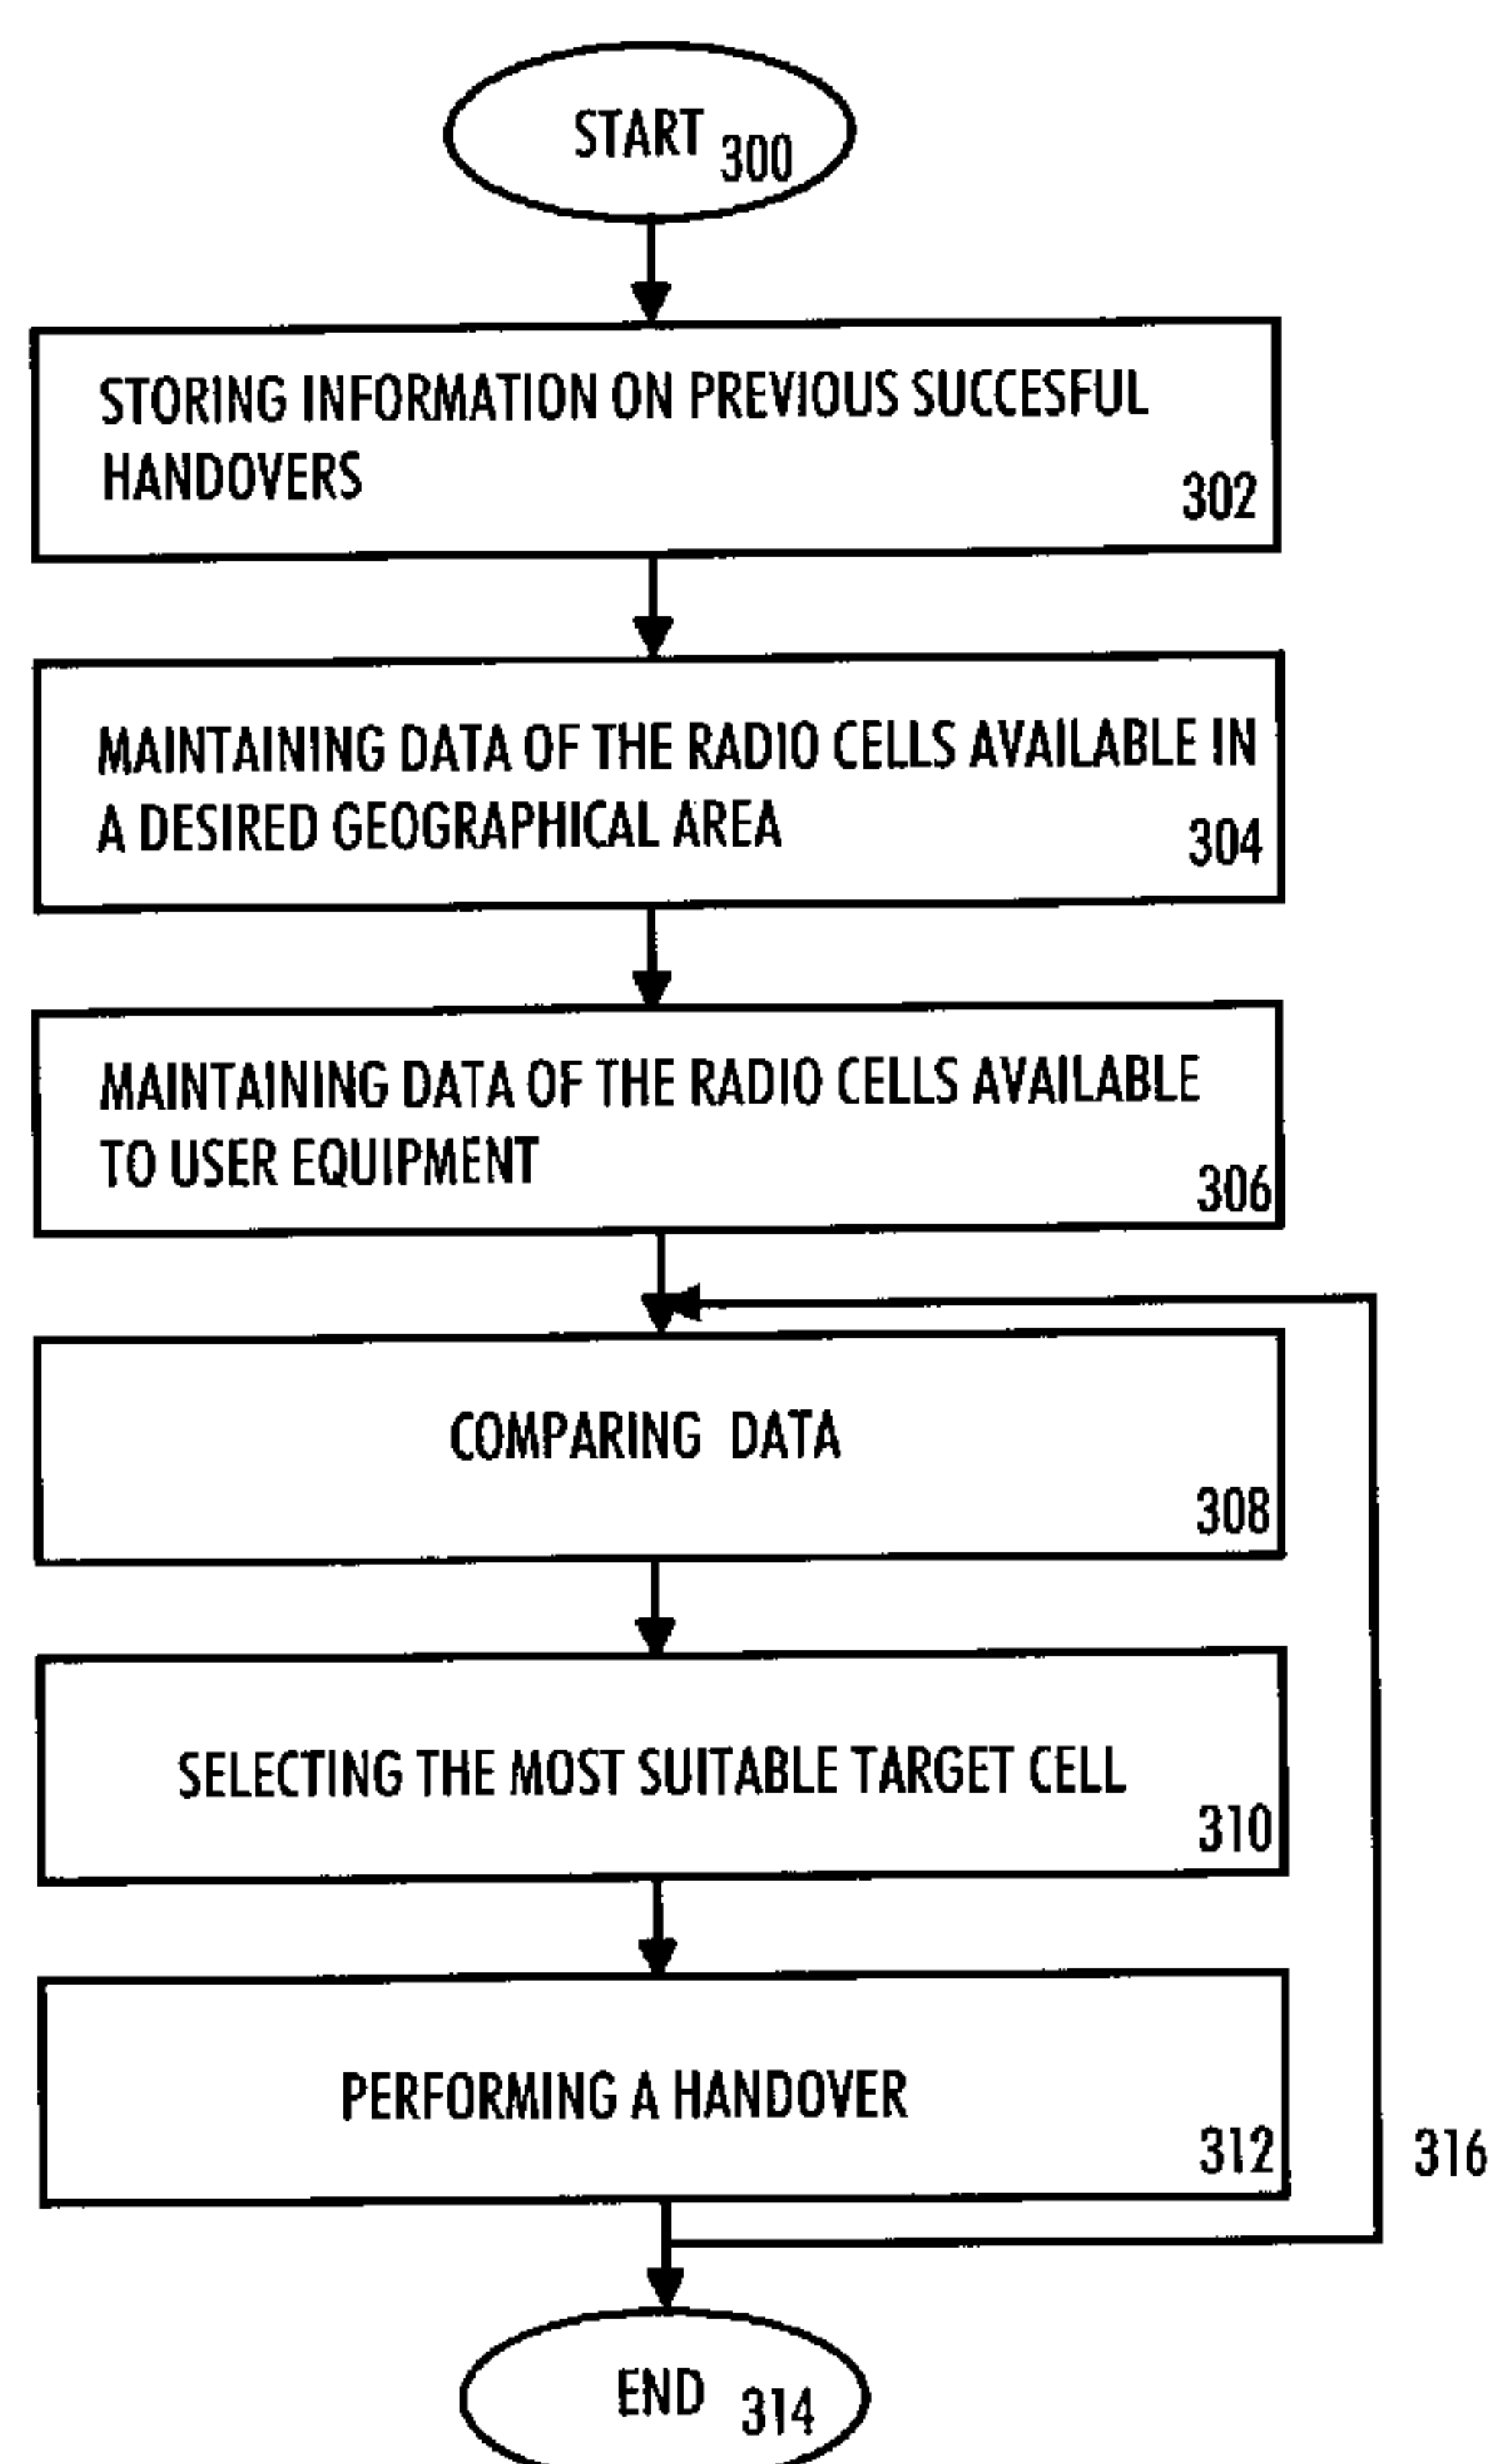 START 300
STORING INFORMATION ON PREVIOUS SUCCESFUL
HANDOVERS
302
MAINTAINING DATA OF THE RADIO CELLS AVAILABLE IN
A DESIRED GEOGRAPHICAL AREA
304
MAINTAINING DATA OF THE RADIO CELLS AVAILABLE
TO USER EQUIPMENT
306
COMPARING DATA
308
SELECTING THE MOST SUITABLE TARGET CELL
310
PERFORMING A HANDOVER
312
316
END 314